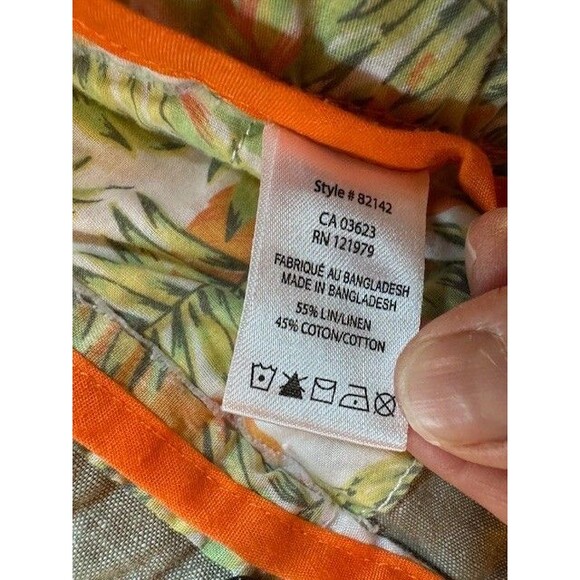 Style # 82142
CA 03623
RN 121979
FABRIQUÉ AU BANGLADESH
MADE IN BANGLADESH
55% LIN/LINEN
45% COTON/COTTON